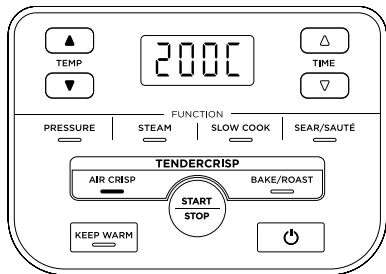 200C
TEMP
TIME
FUNCTION
PRESSURE STEAM SLOW COOK SEAR/SAUTÉ
TENDERCRISP
AIR CRISP BAKE/ROAST
START
STOP
KEEP WARM